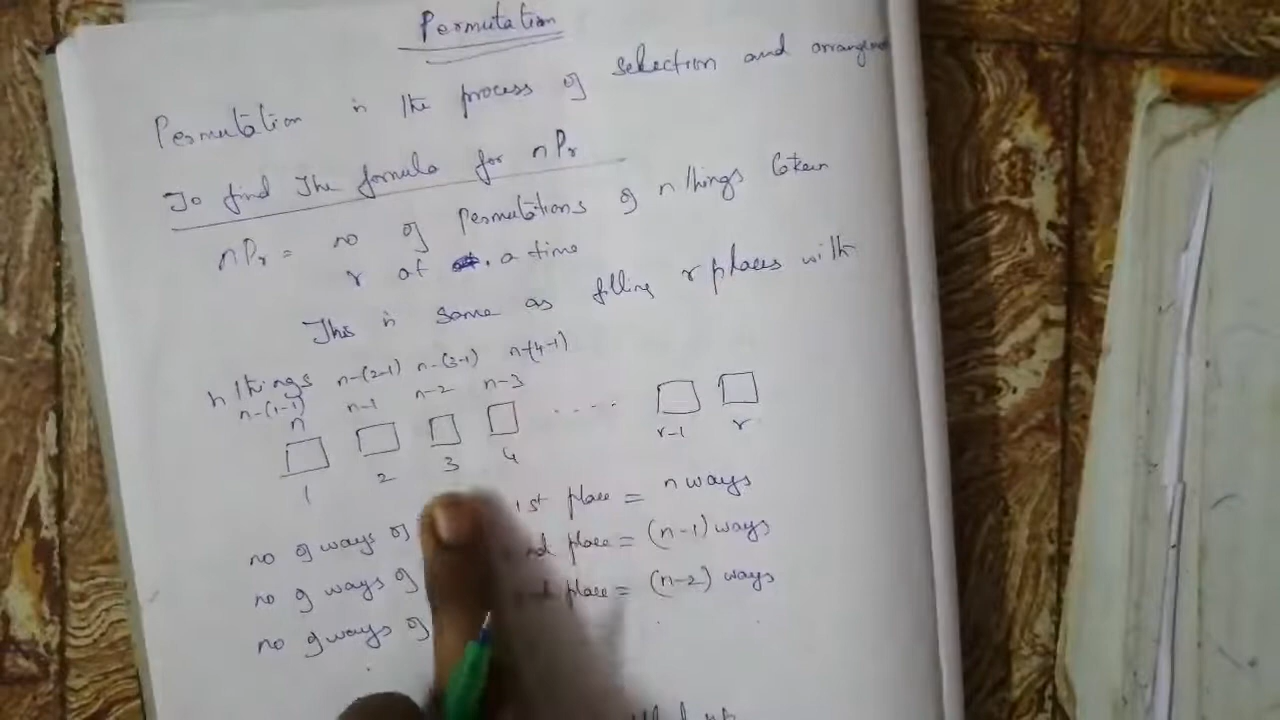 Permutation
Permutation is the process of selection and
To find The formula for nPr
nPr = no of permutations of n things taken
r at a time
This is same as filling r places with
n things n-(2-1) n-(3-1) n-(4-1)
n-(1-1) n-1 n-2 n-3
n
. . . .
1 2 3 4 r-1 r
no of ways of 1st place = n ways
no of ways of place = (n-1) ways
no of ways of place = (n-2) ways